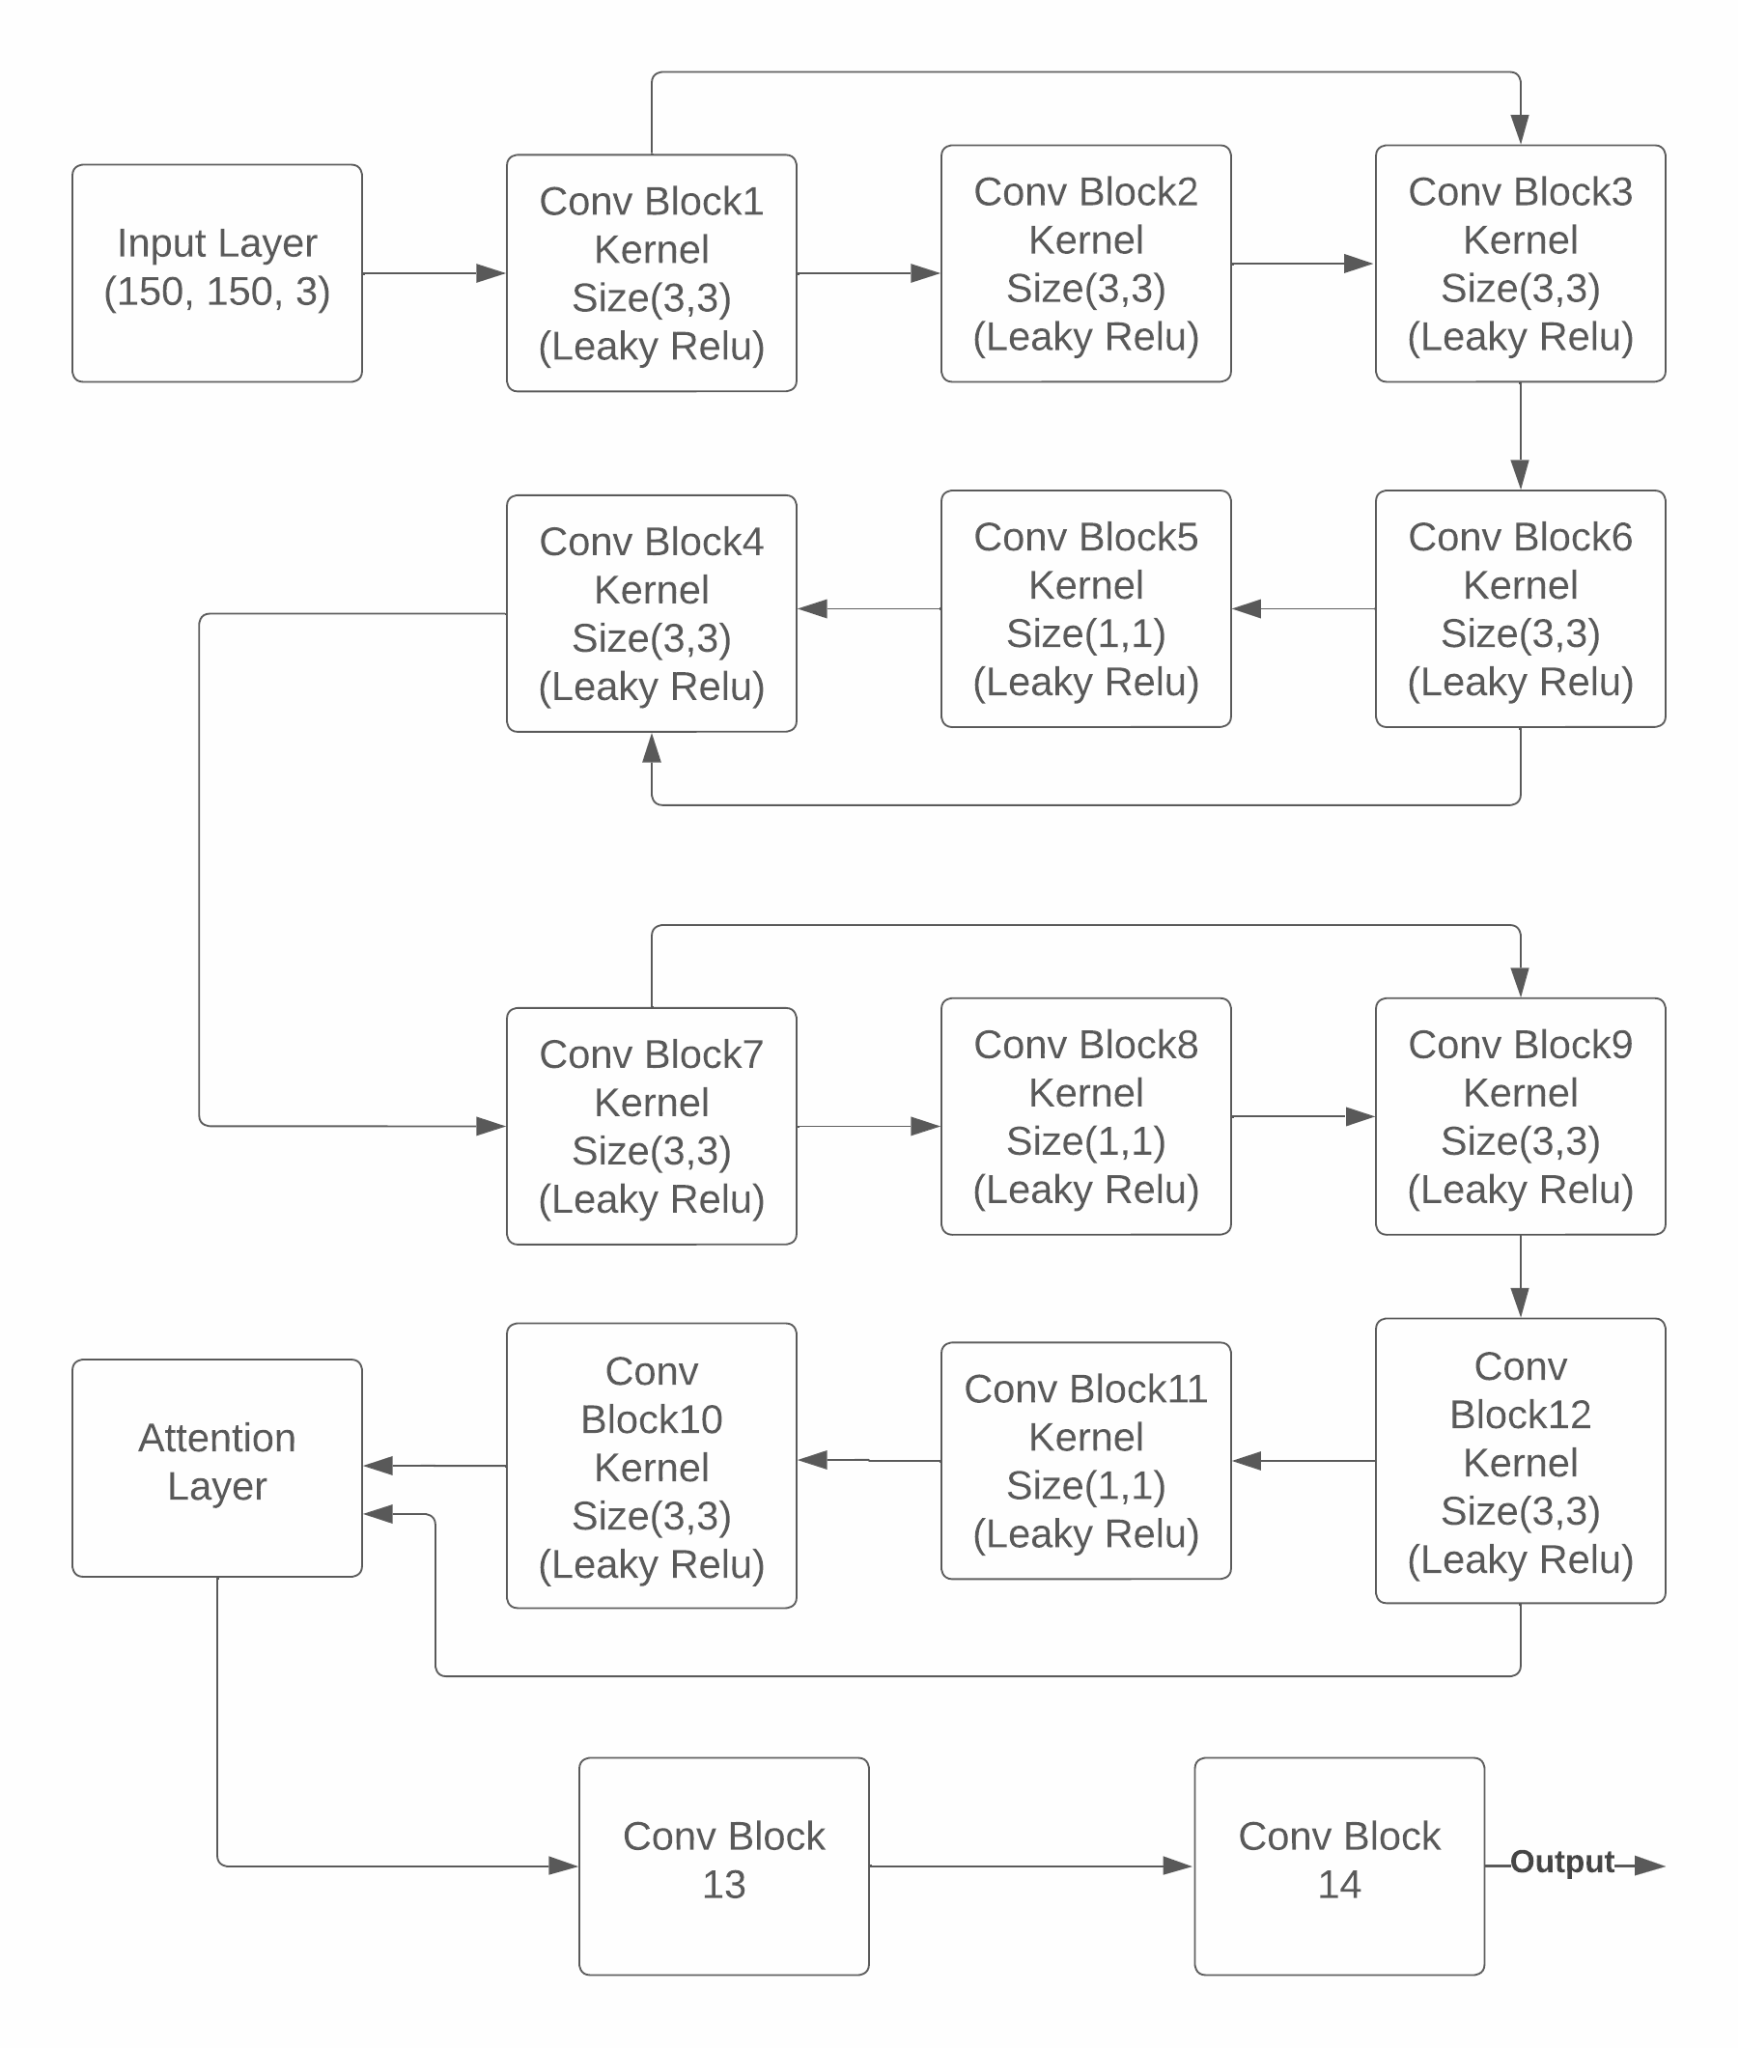 Input Layer
(150, 150, 3)
Conv Block1
Kernel
Size(3,3)
(Leaky Relu)
Conv Block2
Kernel
Size(3,3)
(Leaky Relu)
Conv Block3
Kernel
Size(3,3)
(Leaky Relu)
Conv Block4
Kernel
Size(3,3)
(Leaky Relu)
Conv Block5
Kernel
Size(1,1)
(Leaky Relu)
Conv Block6
Kernel
Size(3,3)
(Leaky Relu)
Conv Block7
Kernel
Size(3,3)
(Leaky Relu)
Conv Block8
Kernel
Size(1,1)
(Leaky Relu)
Conv Block9
Kernel
Size(3,3)
(Leaky Relu)
Attention
Layer
Conv
Block10
Kernel
Size(3,3)
(Leaky Relu)
Conv Block11
Kernel
Size(1,1)
(Leaky Relu)
Conv
Block12
Kernel
Size(3,3)
(Leaky Relu)
Conv Block
13
Conv Block
14
Output